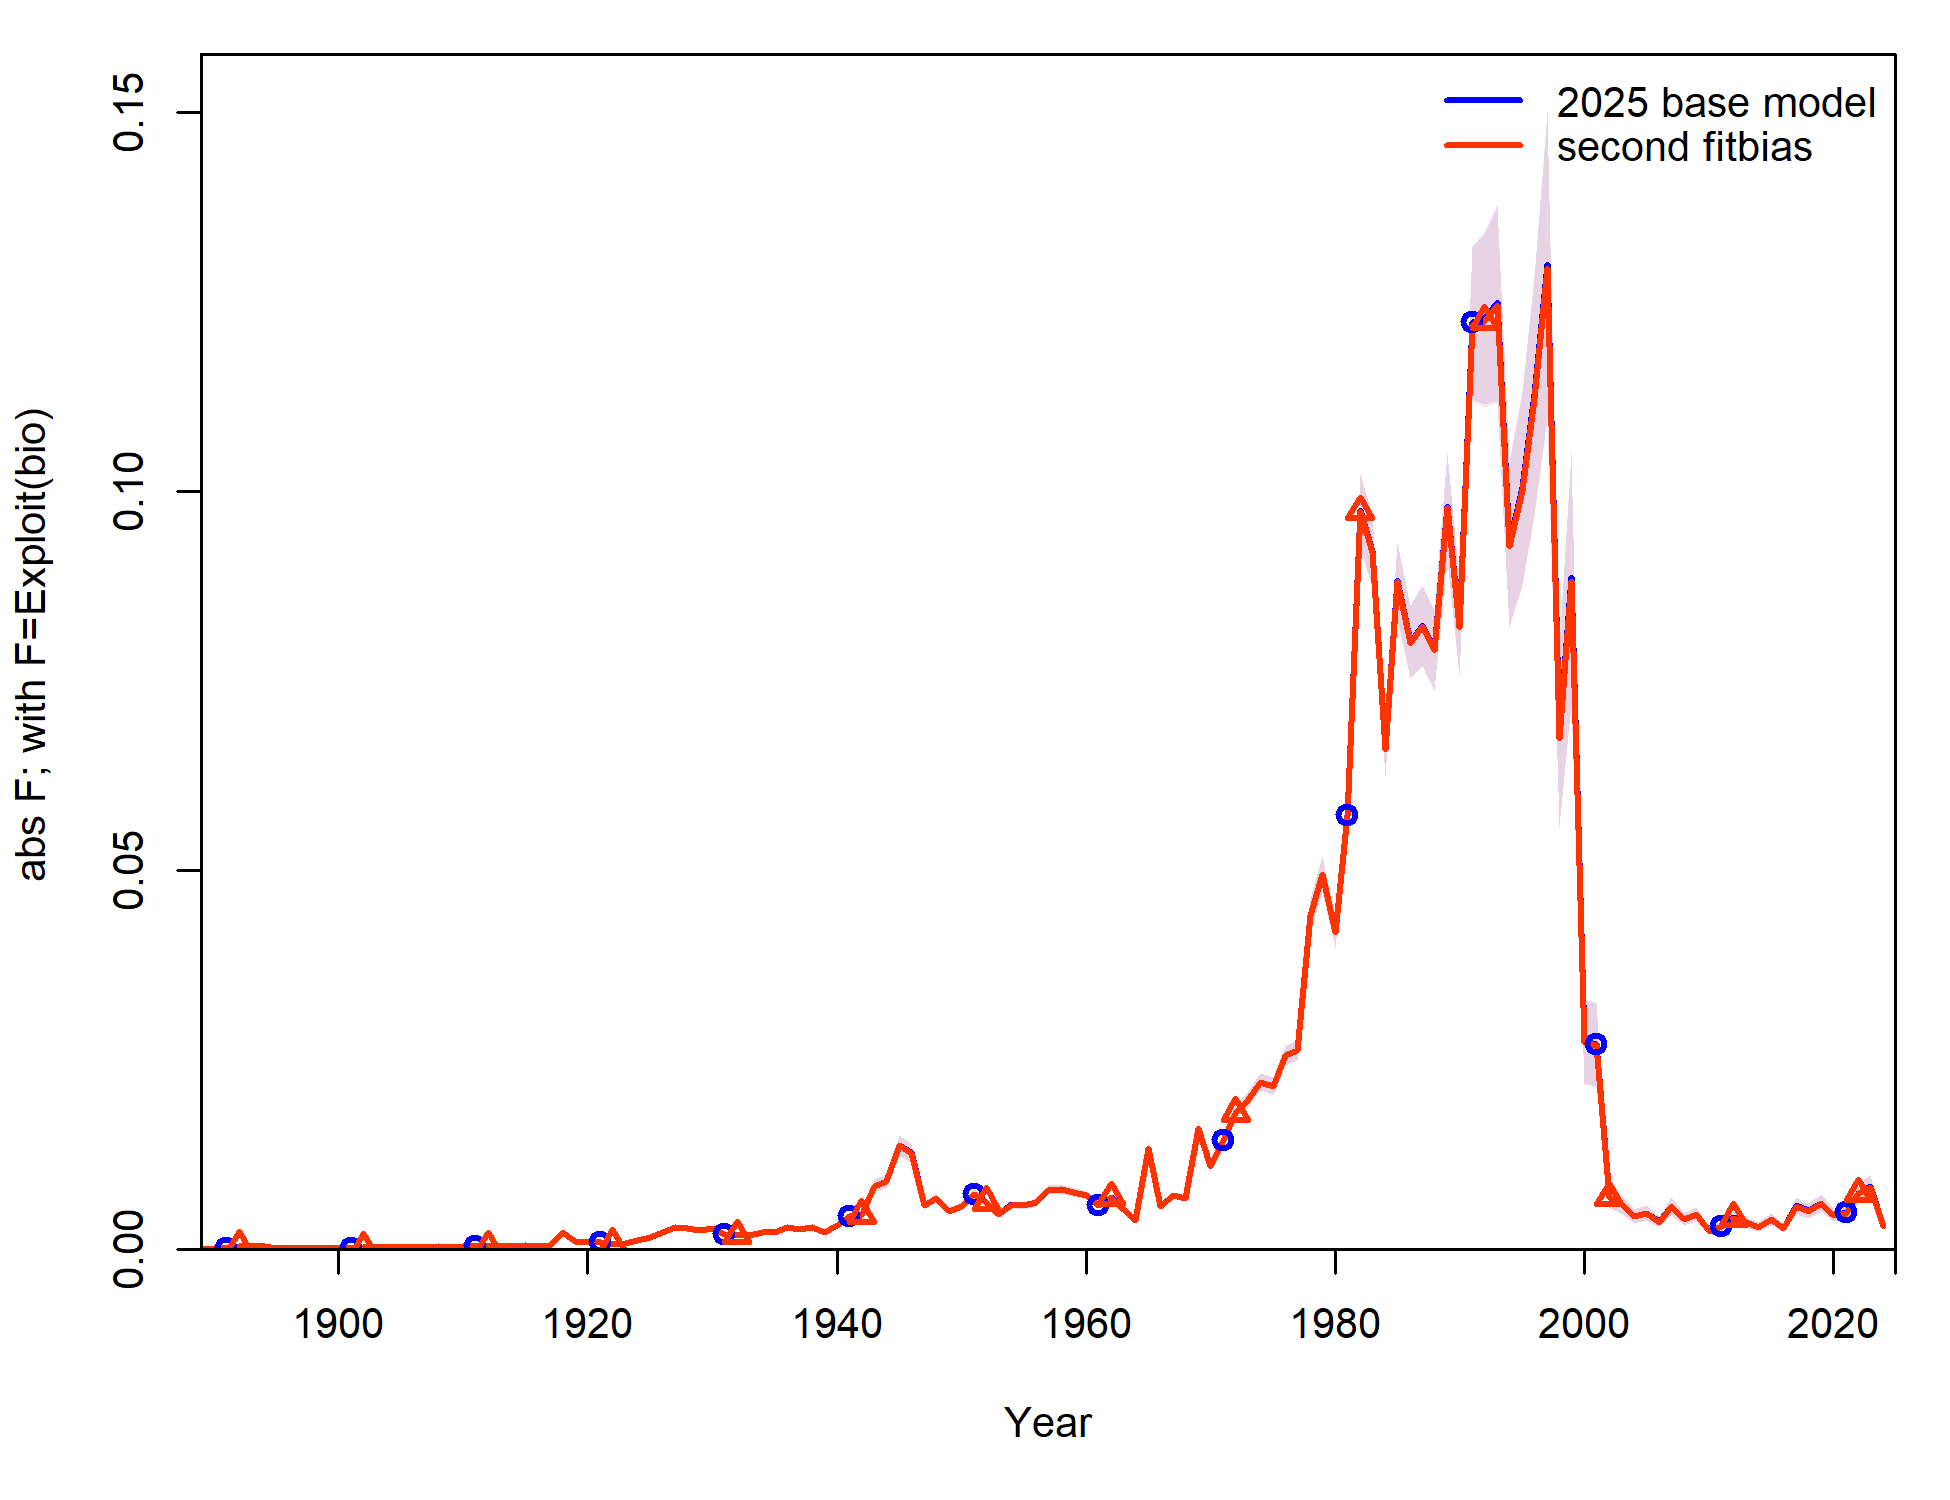 2025 base model
second fitbias
abs F; with F=Exploit(bio)
0.15
0.10
0.05
0.00
1900 1920 1940 1960 1980 2000 2020
Year